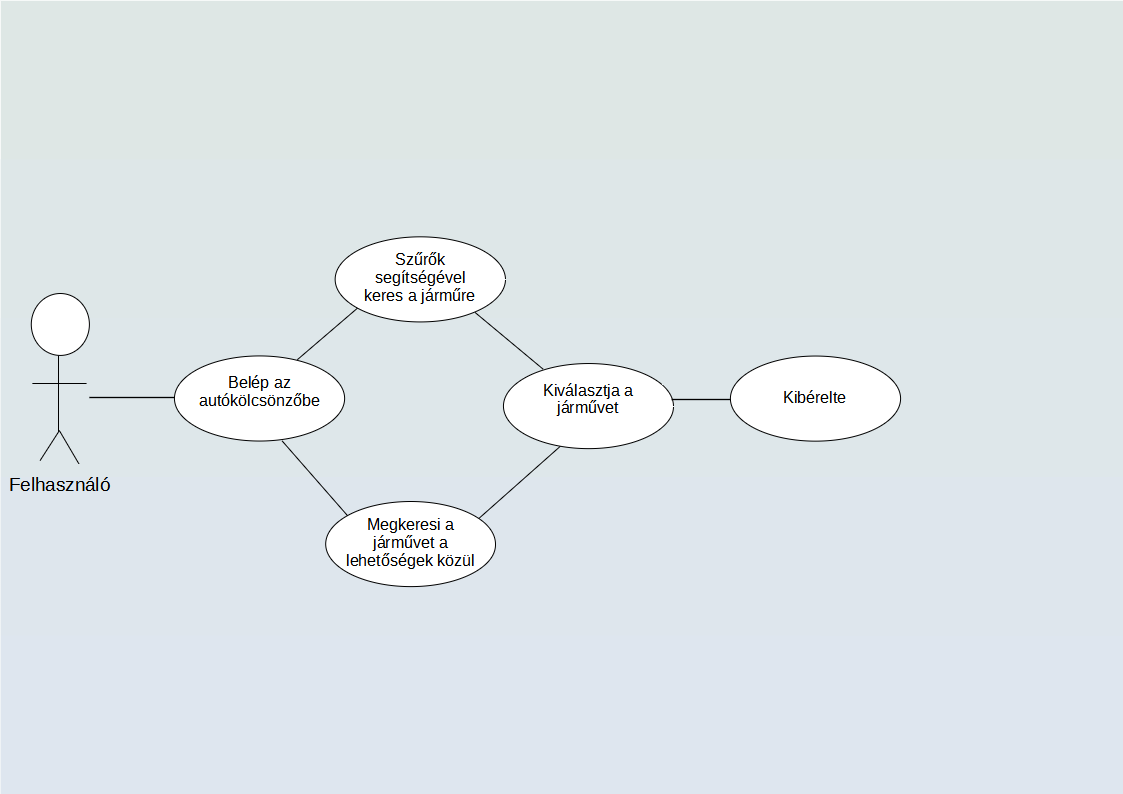 Szűrők
segítségével
keres a járműre
Belép az
autókölcsönzőbe
Kiválasztja a
járművet
Kibérelte
Felhasználó
Megkeresi a
járművet a
lehetőségek közül